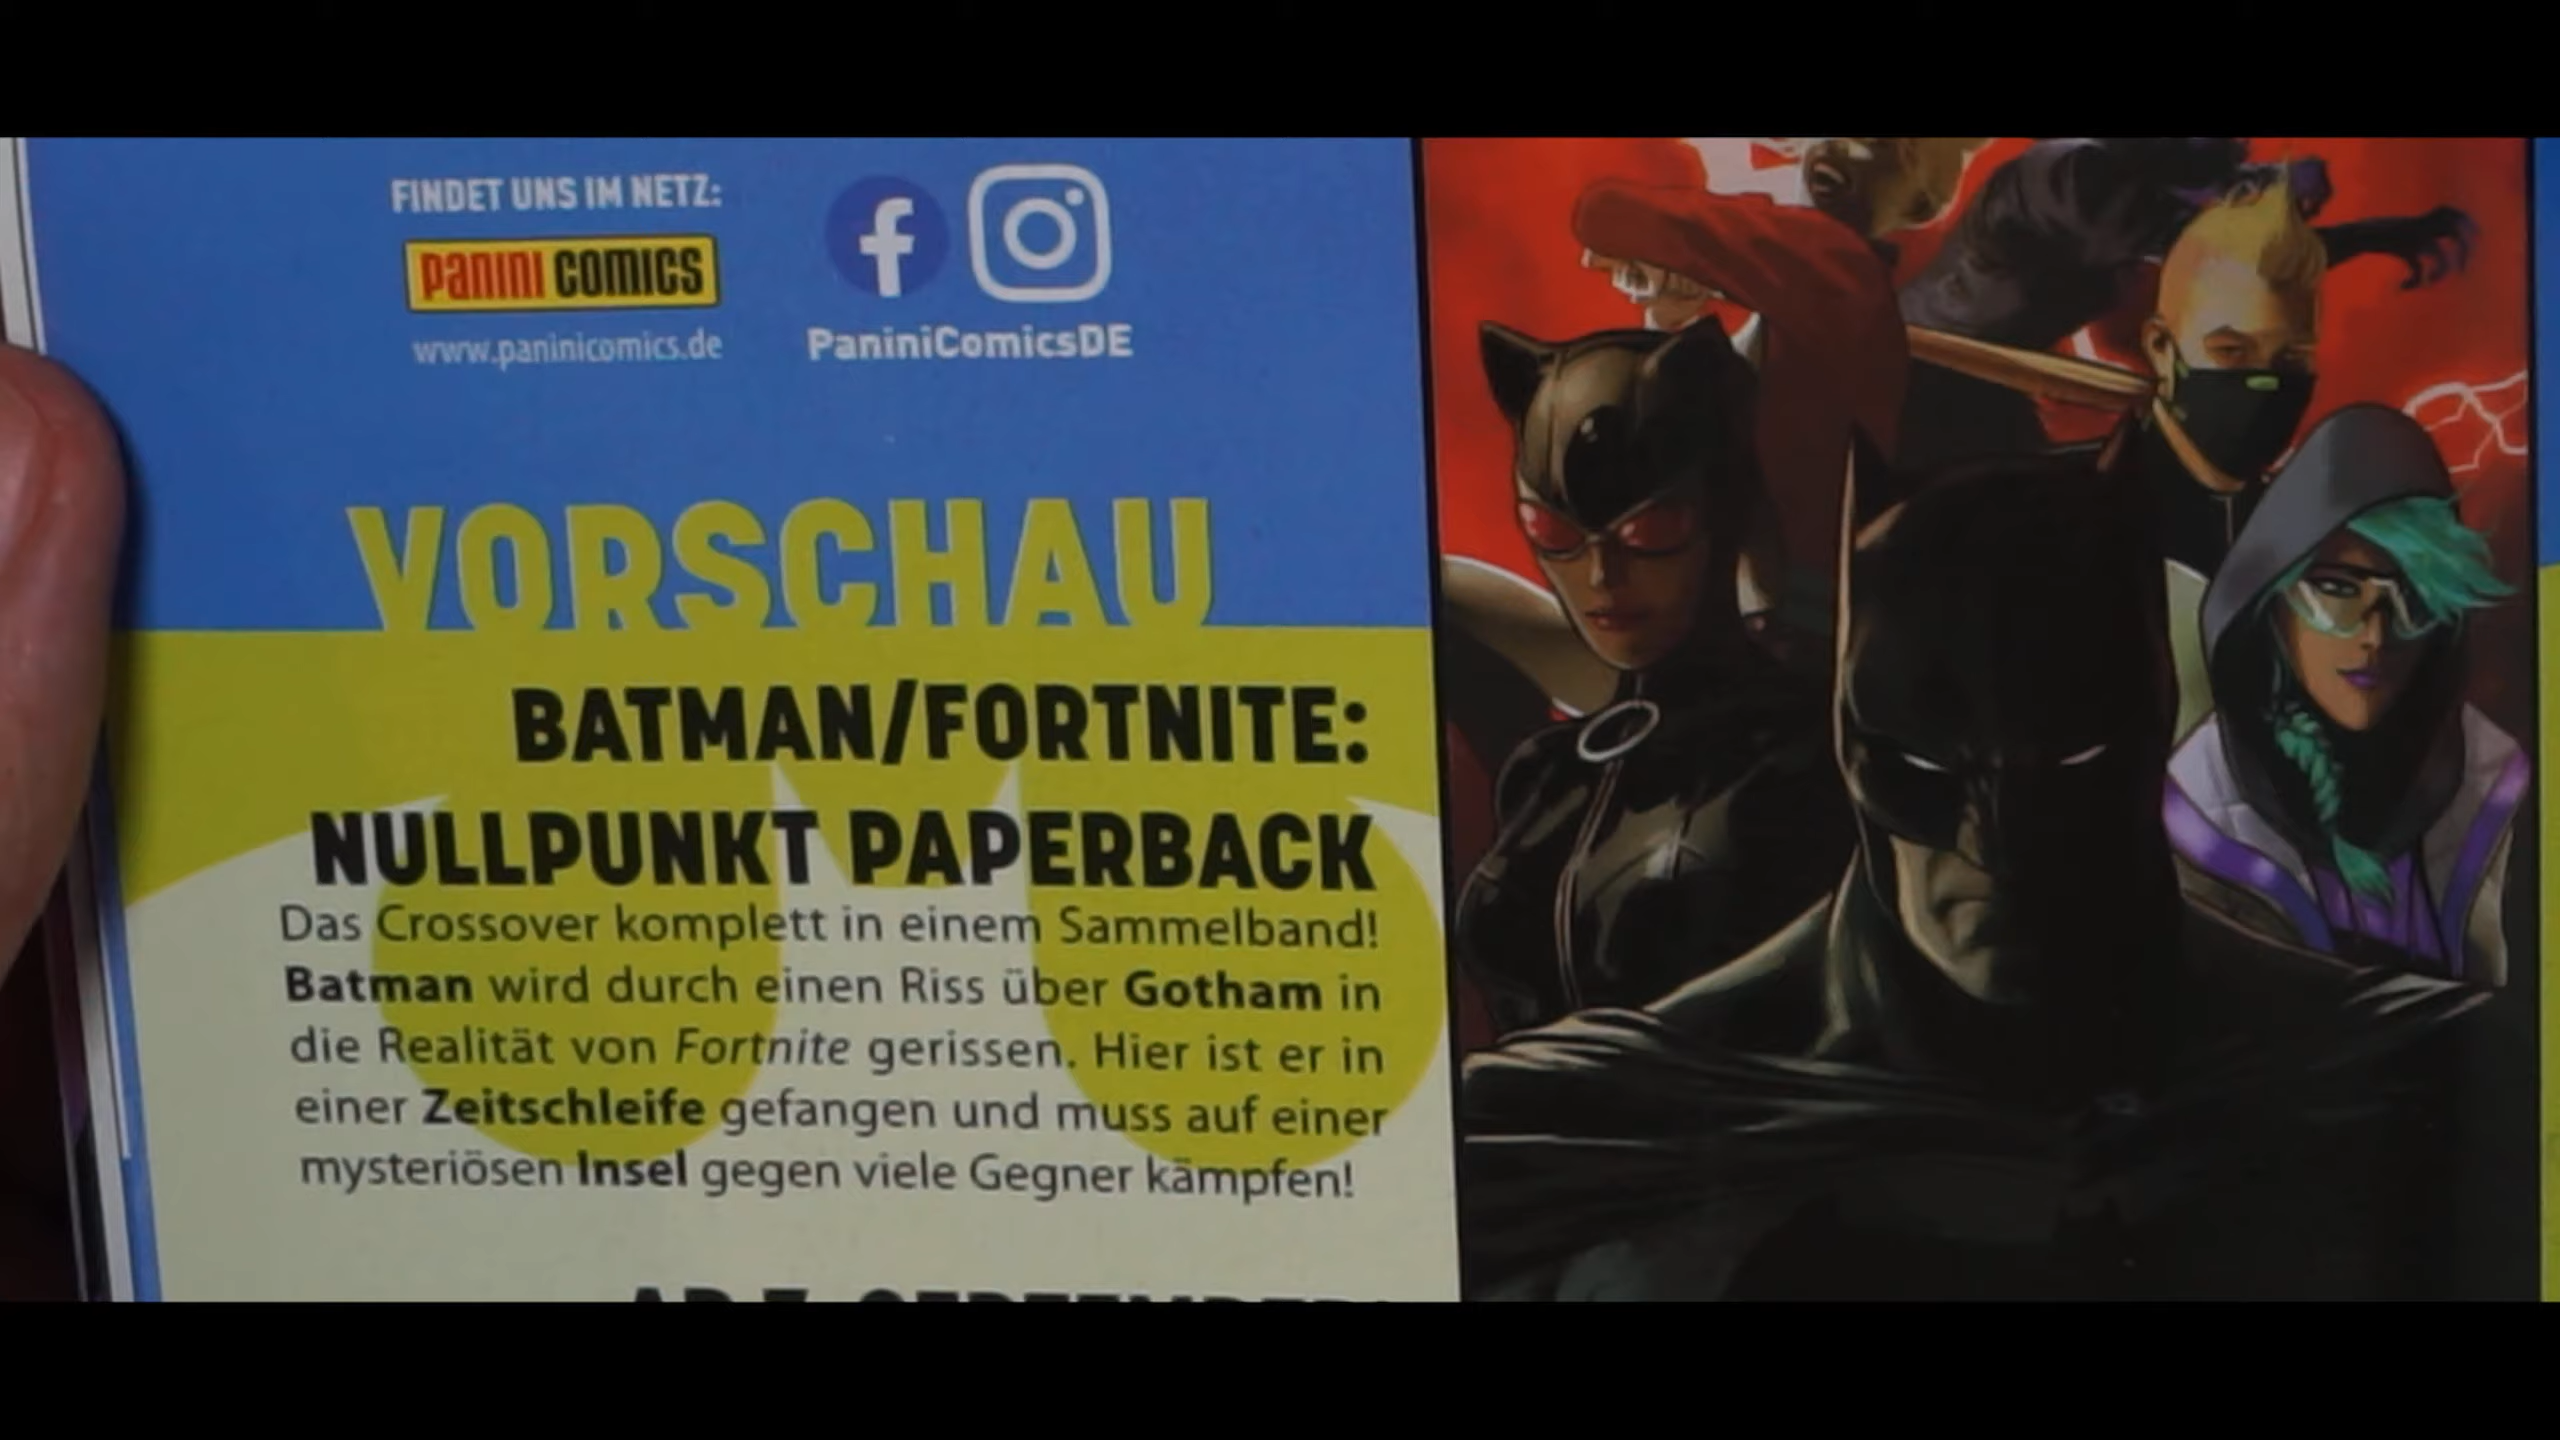 FINDET UNS IM NETZ:
PANINI COMICS
www.paninicomics.de
PaniniComicsDE
VORSCHAU
BATMAN/FORTNITE:
NULLPUNKT PAPERBACK
Das Crossover komplett in einem Sammelband!
Batman wird durch einen Riss über Gotham in
die Realität von Fortnite gerissen. Hier ist er in
einer Zeitschleife gefangen und muss auf einer
mysteriösen Insel gegen viele Gegner kämpfen!